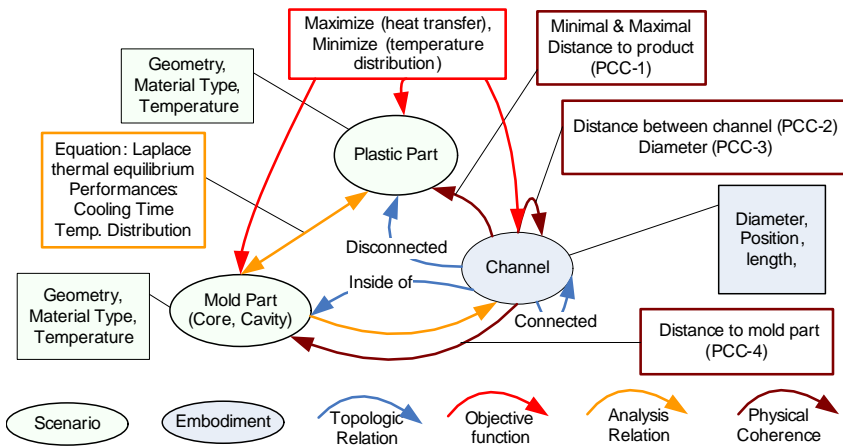 Maximize (heat transfer),
Minimize (temperature
distribution)
Minimal & Maximal
Distance to product
(PCC-1)
Geometry,
Material Type,
Temperature
Distance between channel (PCC-2)
Diameter (PCC-3)
Plastic Part
Equation: Laplace
thermal equilibrium
Performances:
Cooling Time
Temp. Distribution
Diameter,
Position,
length,
Disconnected
Channel
Inside of
Geometry,
Material Type,
Temperature
Mold Part
(Core, Cavity)
Connected
Distance to mold part
(PCC-4)
Scenario
Embodiment
Topologic
Relation
Objective
function
Analysis
Relation
Physical
Coherence